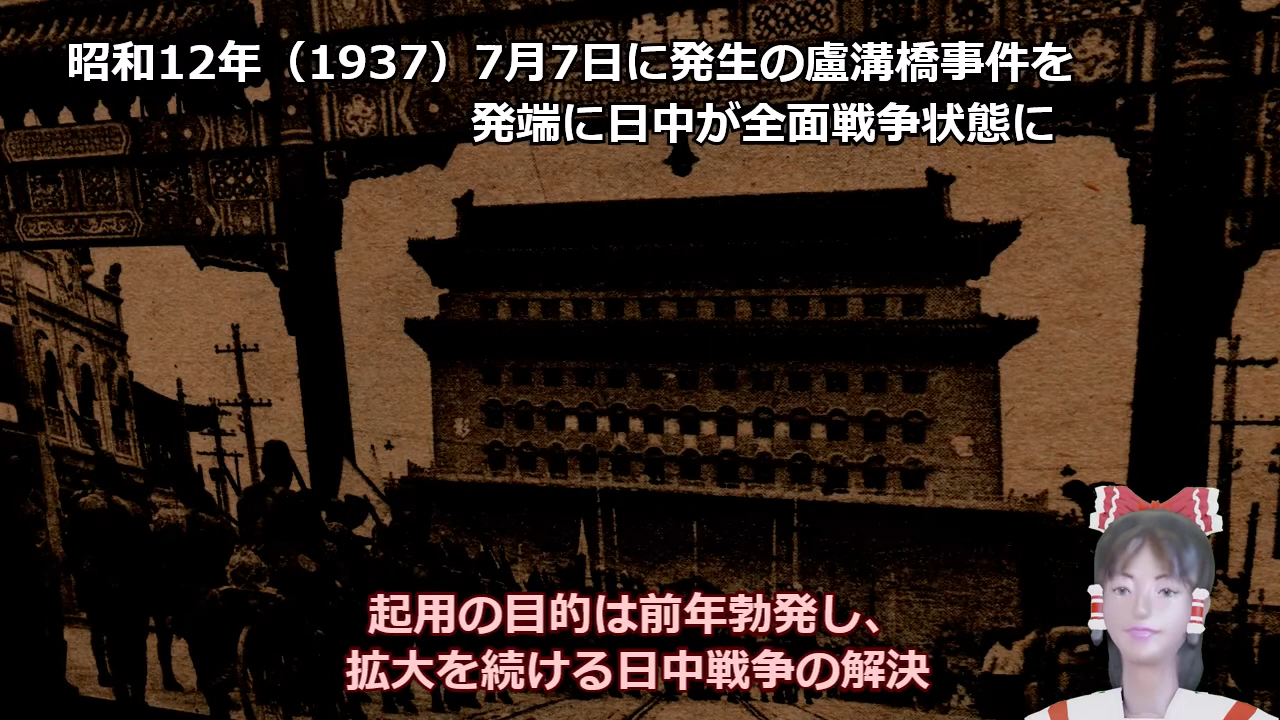 昭和12年（1937）7月7日に発生の盧溝橋事件を
発端に日中が全面戦争状態に
起用の目的は前年勃発し、
拡大を続ける日中戦争の解決